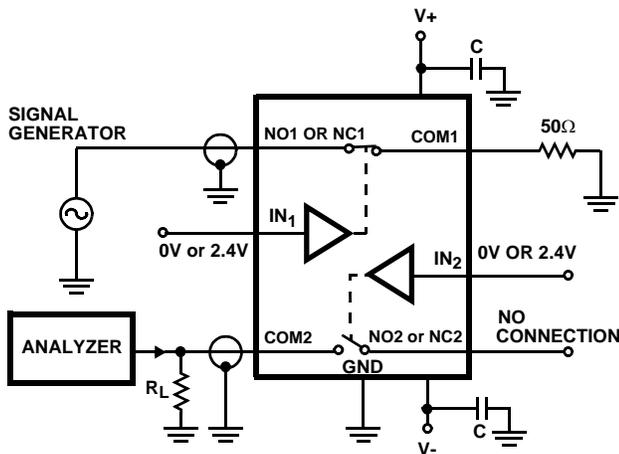 V+
C
SIGNAL
GENERATOR
NO1 OR NC1
COM1
50Ω
IN1
0V or 2.4V
IN2
0V OR 2.4V
ANALYZER
COM2
NO2 or NC2
NO
CONNECTION
GND
RL
C
V-